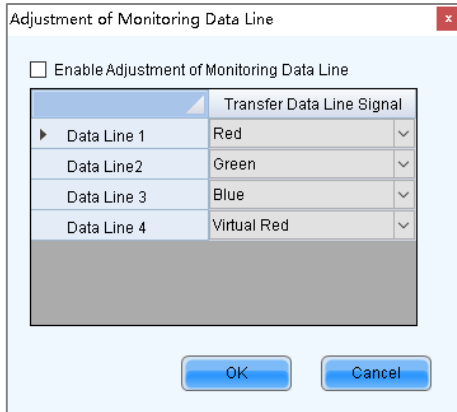 Adjustment of Monitoring Data Line
x
Enable Adjustment of Monitoring Data Line
Transfer Data Line Signal
Data Line 1 Red
Data Line2 Green
Data Line 3 Blue
Data Line 4 Virtual Red
OK Cancel